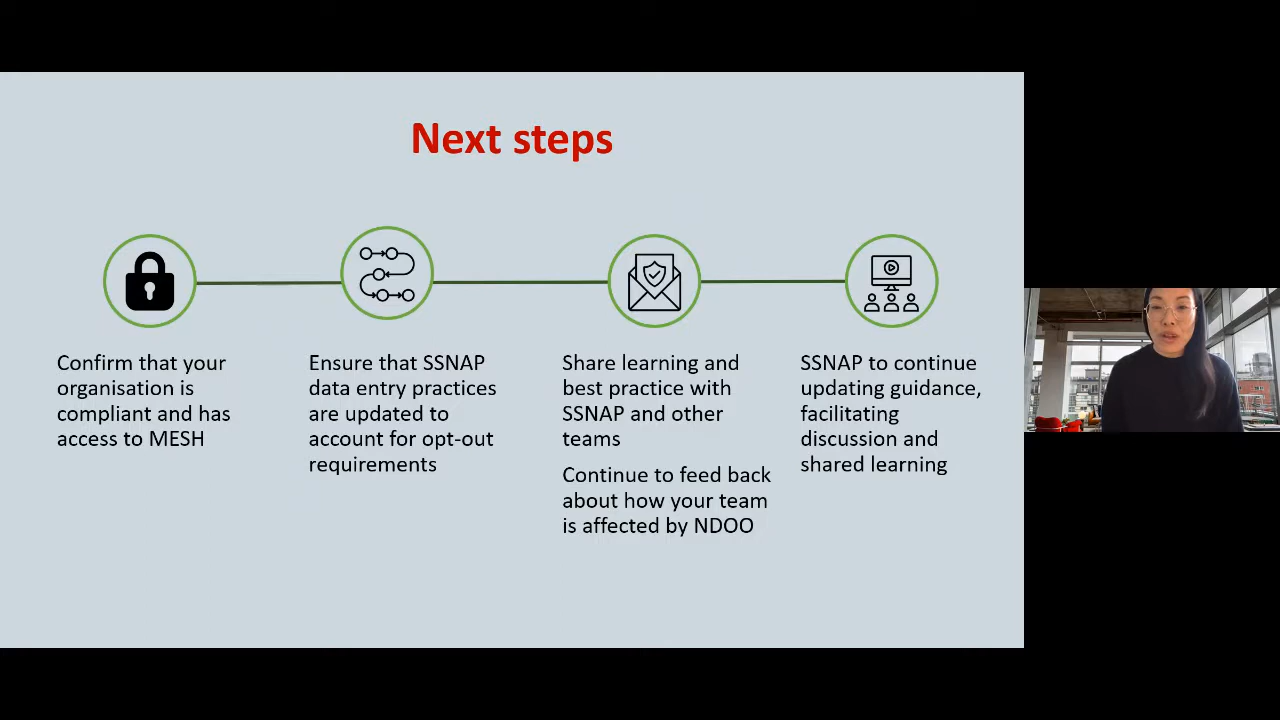 Next steps
Confirm that your
organisation is
compliant and has
access to MESH
Ensure that SSNAP
data entry practices
are updated to
account for opt-out
requirements
Share learning and
best practice with
SSNAP and other
teams
Continue to feed back
about how your team
is affected by NDOO
SSNAP to continue
updating guidance,
facilitating
discussion and
shared learning